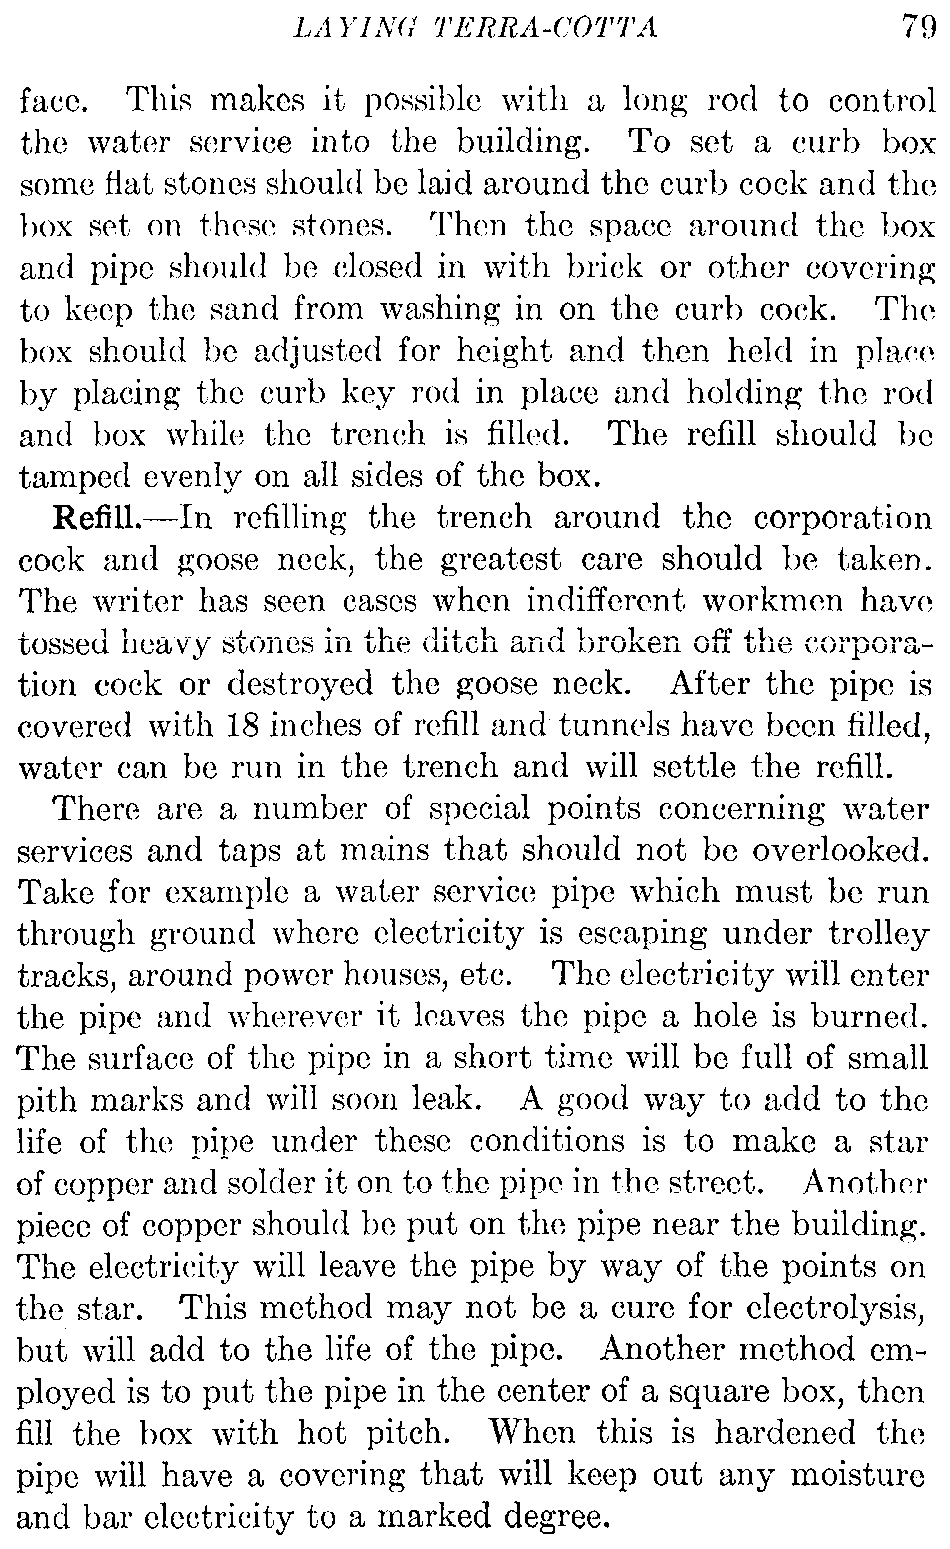 LAYING TERRA-COTTA 79
face. This makes it possible with a long rod to control
the water service into the building. To set a curb box
some flat stones should be laid around the curb cock and the
box set on these stones. Then the space around the box
and pipe should be closed in with brick or other covering
to keep the sand from washing in on the curb cock. The
box should be adjusted for height and then held in place
by placing the curb key rod in place and holding the rod
and box while the trench is filled. The refill should be
tamped evenly on all sides of the box.
Refill.—In refilling the trench around the corporation
cock and goose neck, the greatest care should be taken.
The writer has seen cases when indifferent workmen have
tossed heavy stones in the ditch and broken off the corpora-
tion cock or destroyed the goose neck. After the pipe is
covered with 18 inches of refill and tunnels have been filled,
water can be run in the trench and will settle the refill.
There are a number of special points concerning water
services and taps at mains that should not be overlooked.
Take for example a water service pipe which must be run
through ground where electricity is escaping under trolley
tracks, around power houses, etc. The electricity will enter
the pipe and wherever it leaves the pipe a hole is burned.
The surface of the pipe in a short time will be full of small
pith marks and will soon leak. A good way to add to the
life of the pipe under these conditions is to make a star
of copper and solder it on to the pipe in the street. Another
piece of copper should be put on the pipe near the building.
The electricity will leave the pipe by way of the points on
the star. This method may not be a cure for electrolysis,
but will add to the life of the pipe. Another method em-
ployed is to put the pipe in the center of a square box, then
fill the box with hot pitch. When this is hardened the
pipe will have a covering that will keep out any moisture
and bar electricity to a marked degree.